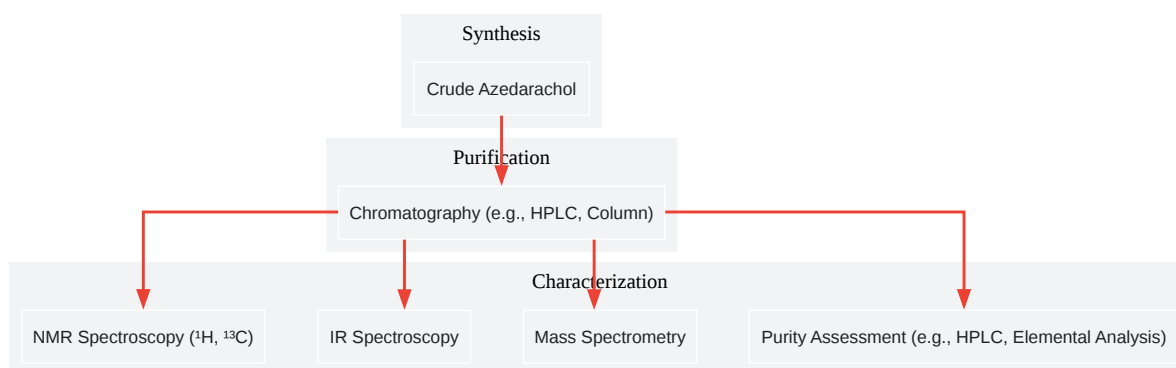 Synthesis
Crude Azedarachol
Purification
Chromatography (e.g., HPLC, Column)
Characterization
NMR Spectroscopy (¹H, ¹³C)
IR Spectroscopy
Mass Spectrometry
Purity Assessment (e.g., HPLC, Elemental Analysis)